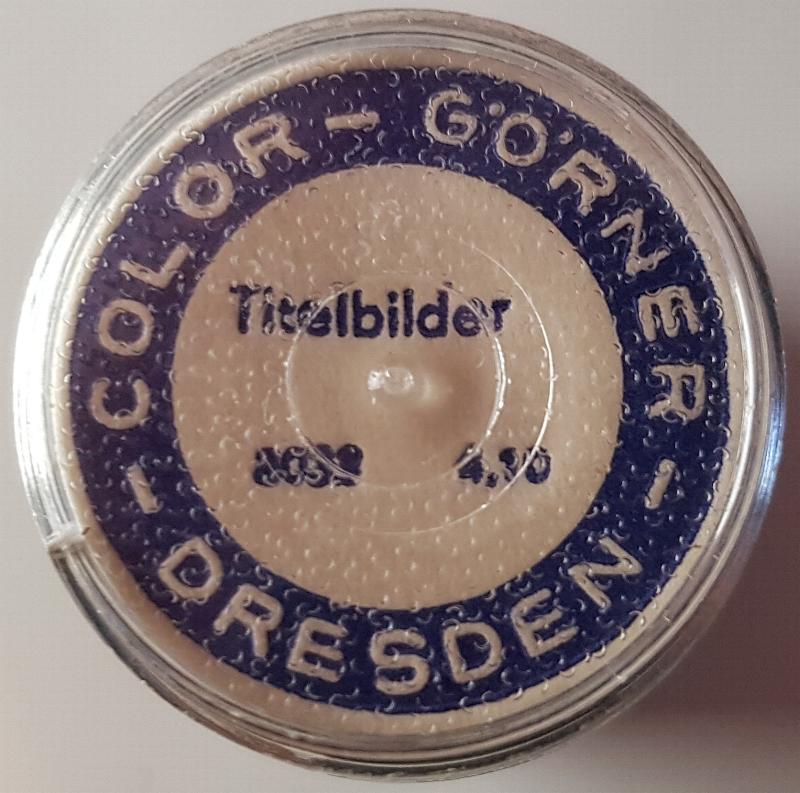 COLOR - GÖRNER
- DRESDEN -
Titelbilder
4.30